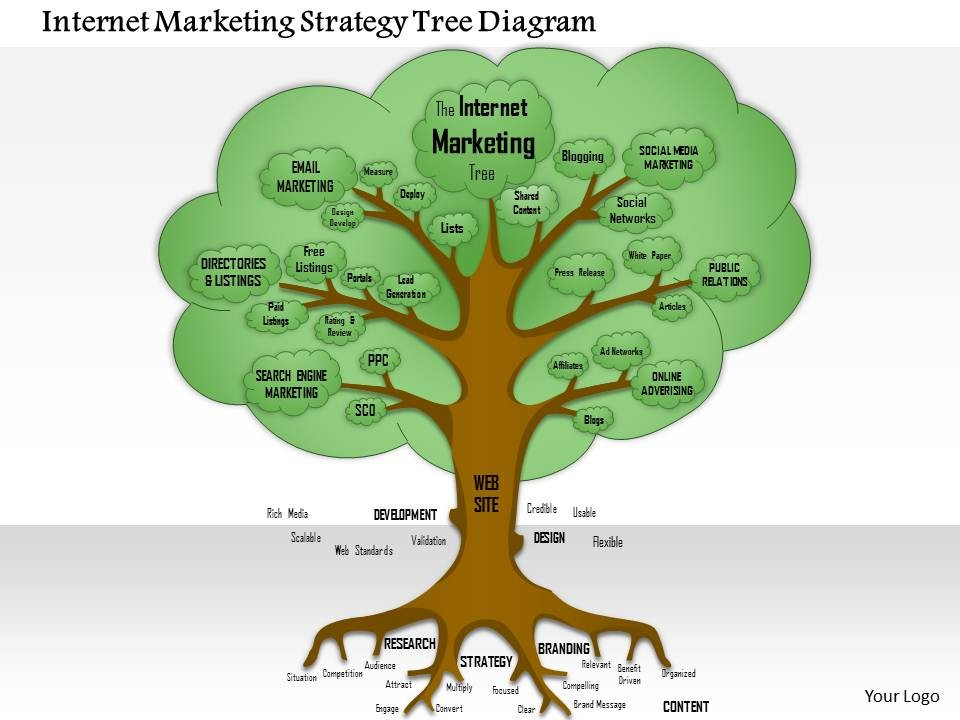 Internet Marketing Strategy Tree Diagram
The Internet
Marketing
Tree
EMAIL
MARKETING
Measure
Design
Develop
Deploy
Lists
Shared
Content
Blogging
SOCIAL MEDIA
MARKETING
Social
Networks
DIRECTORIES
& LISTINGS
Free
Listings
Portals
Lead
Generation
Paid
Listings
Rating &
Review
Press Release
White Paper
PUBLIC
RELATIONS
Articles
SEARCH ENGINE
MARKETING
PPC
SCO
Affiliates
Ad Networks
ONLINE
ADVERISING
Blogs
WEB
SITE
Rich Media
DEVELOPMENT
Scalable
Web Standards
Validation
Credible
Usable
DESIGN
Flexible
RESEARCH
STRATEGY
BRANDING
Situation
Competition
Audience
Attract
Engage
Multiply
Convert
Focused
Clear
Compelling
Relevant
Benefit
Driven
Organized
Brand Message
CONTENT
Your Logo